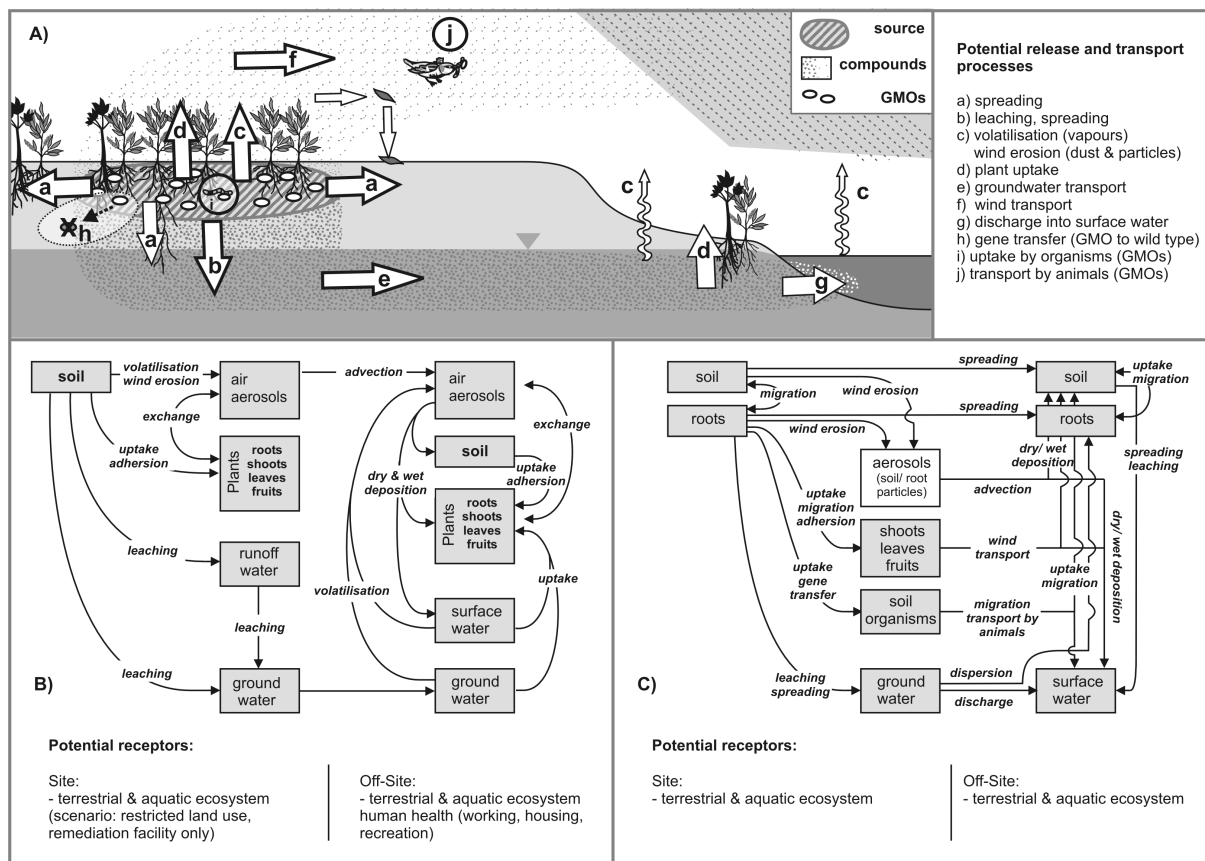 A)
f
j
source
compounds
GMOs
d
c
a
a
i
h
a
b
e
c
d
c
g
Potential release and transport
processes
a) spreading
b) leaching, spreading
c) volatilisation (vapours)
wind erosion (dust & particles)
d) plant uptake
e) groundwater transport
f) wind transport
g) discharge into surface water
h) gene transfer (GMO to wild type)
i) uptake by organisms (GMOs)
j) transport by animals (GMOs)
soil
volatilisation
wind erosion
air
aerosols
advection
air
aerosols
exchange
uptake
adhersion
Plants
roots
shoots
leaves
fruits
exchange
soil
dry & wet
deposition
uptake
adhersion
Plants
roots
shoots
leaves
fruits
leaching
runoff
water
volatilisation
uptake
leaching
surface
water
leaching
B)
ground
water
ground
water
Potential receptors:
Site:
- terrestrial & aquatic ecosystem
(scenario: restricted land use,
remediation facility only)
Off-Site:
- terrestrial & aquatic ecosystem
human health (working, housing,
recreation)
soil
spreading
soil
wind erosion
migration
uptake
migration
roots
spreading
roots
wind erosion
aerosols
(soil/ root
particles)
dry/ wet
deposition
spreading
leaching
advection
uptake
migration
adhersion
shoots
leaves
fruits
wind
transport
dry/ wet deposition
uptake
gene
transfer
uptake
migration
soil
organisms
migration
transport by
animals
C)
leaching
spreading
ground
water
dispersion
discharge
surface
water
Potential receptors:
Site:
- terrestrial & aquatic ecosystem
Off-Site:
- terrestrial & aquatic ecosystem